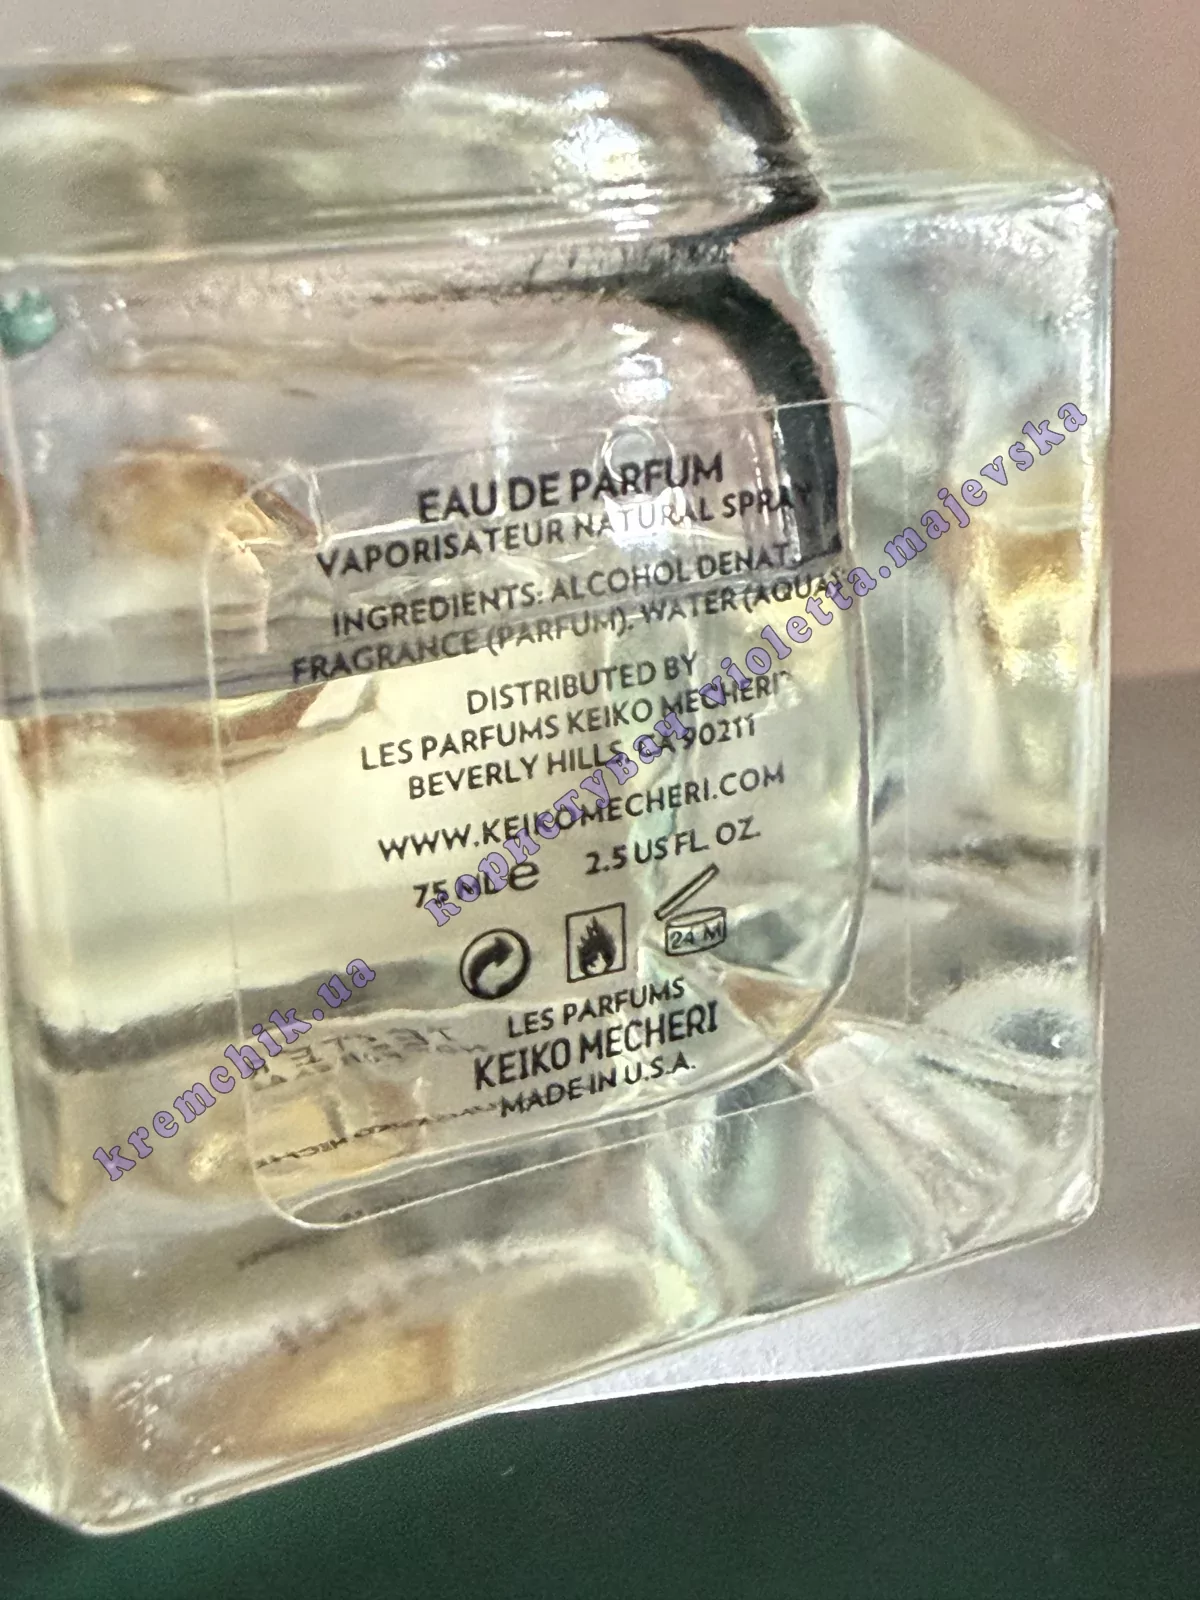 EAU DE PARFUM
VAPORISATEUR NATURAL SPRAY
INGREDIENTS: ALCOHOL DENAT.,
FRAGRANCE (PARFUM), WATER (AQUA)
DISTRIBUTED BY
LES PARFUMS KEIKO MECHERI
BEVERLY HILLS, CA 90211
WWW.KEIKOMECHERI.COM
75 ML e 2.5 US FL. OZ.
24 M
LES PARFUMS
KEIKO MECHERI
MADE IN U.S.A.
kremchik.ua користувач violetta.majevska